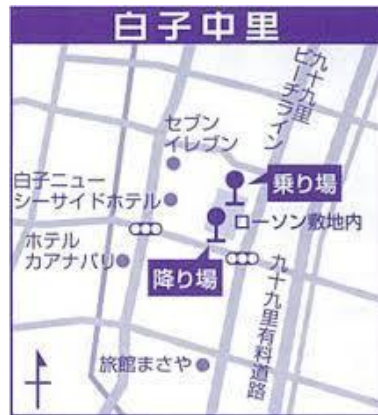 白子中里
九十九里
ビーチライン
セブン
イレブン
乗り場
白子ニュー
シーサイドホテル
ローソン敷地内
ホテル
カアナパリ
降り場
九十九里有料道路
旅館まさや